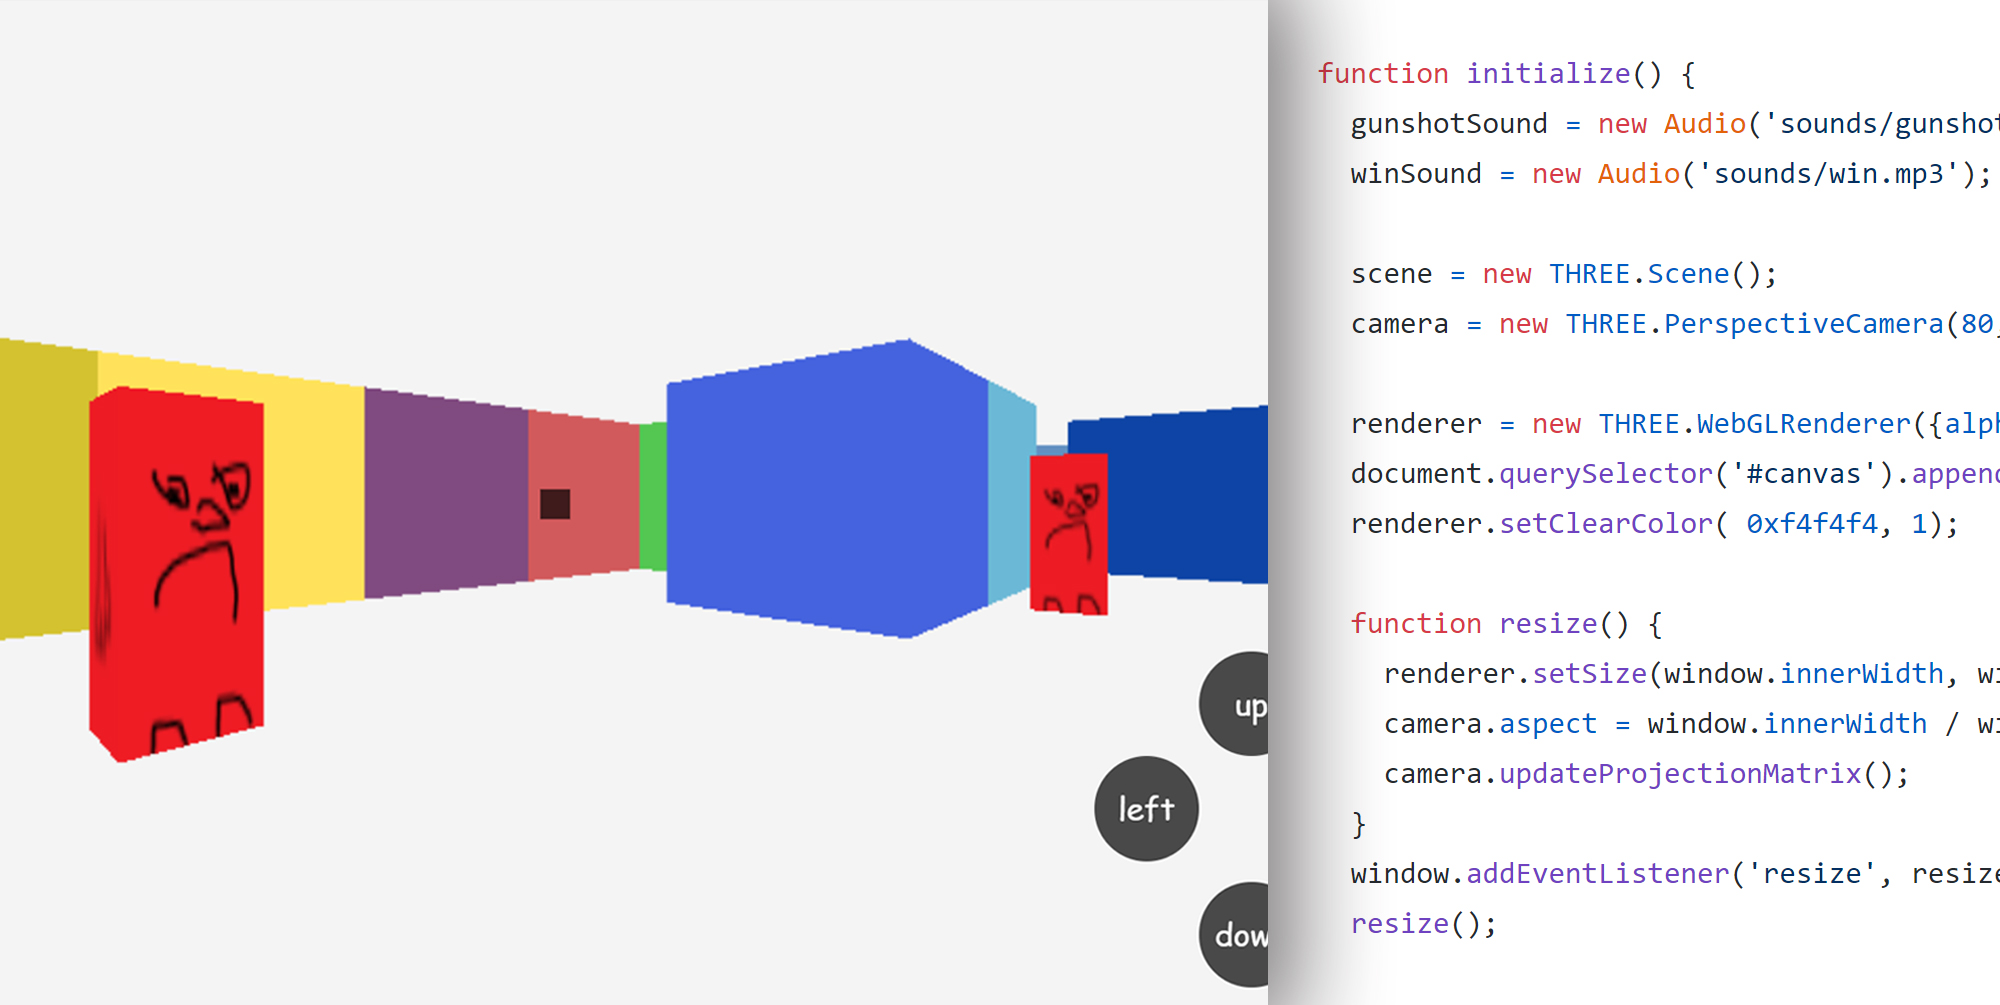 up
left
dow
function initialize() {
gunshotSound = new Audio('sounds/gunshot
winSound = new Audio('sounds/win.mp3');
scene = new THREE.Scene();
camera = new THREE.PerspectiveCamera(80
renderer = new THREE.WebGLRenderer({alph
document.querySelector('#canvas').appen
renderer.setClearColor( 0xf4f4f4, 1);
function resize() {
renderer.setSize(window.innerWidth, wi
camera.aspect = window.innerWidth / wi
camera.updateProjectionMatrix();
}
window.addEventListener('resize', resize
resize();